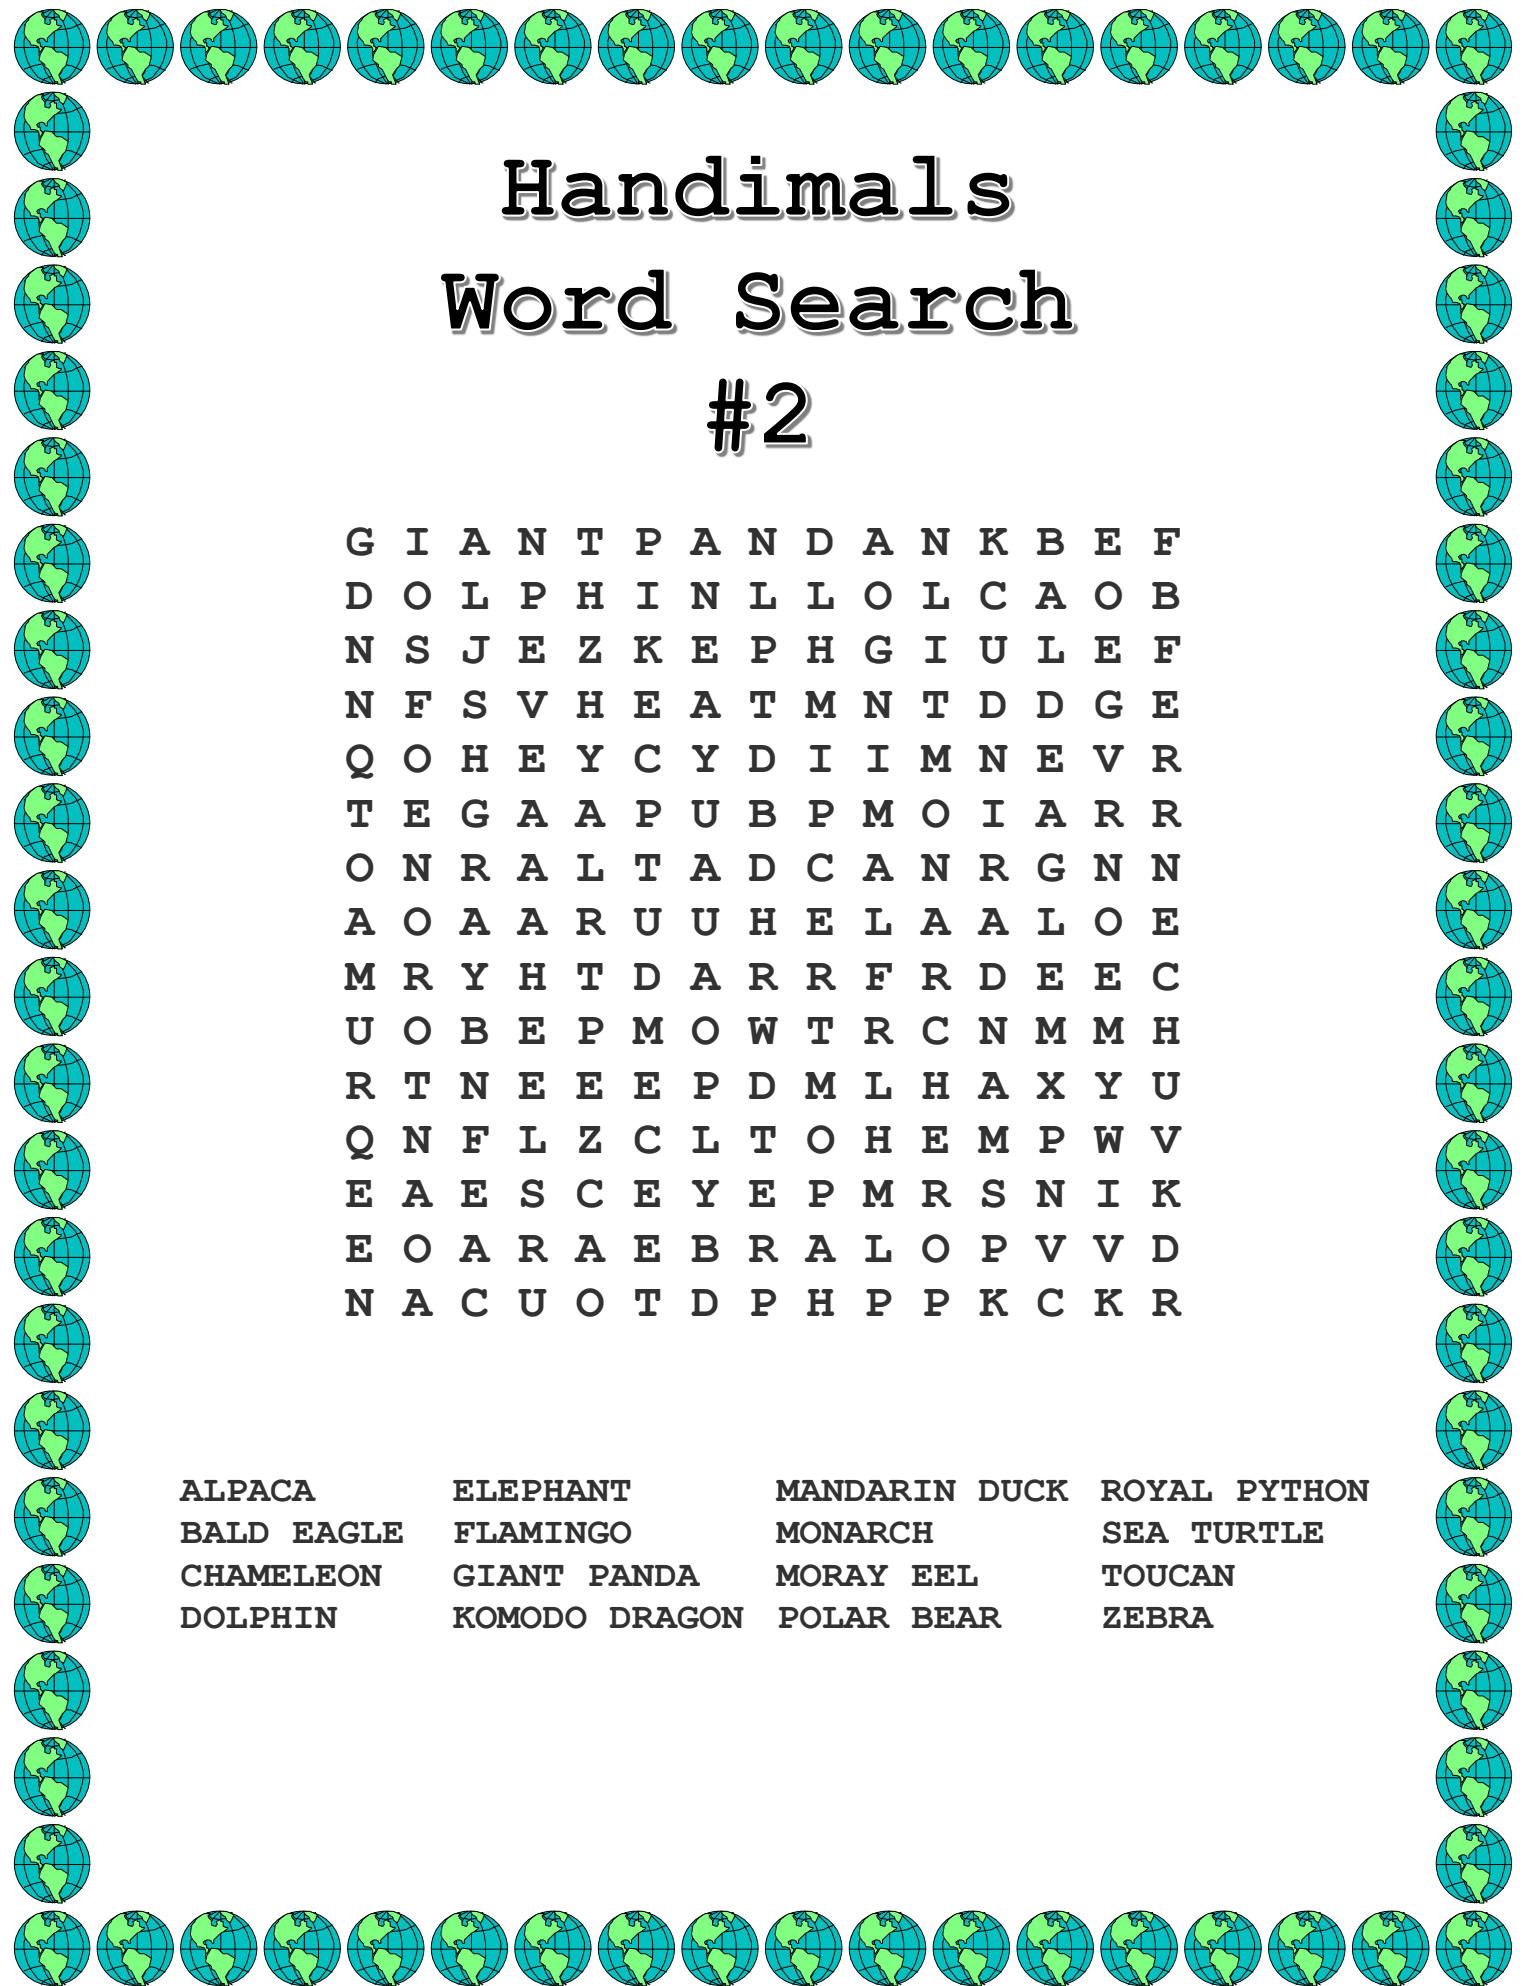 Handimals
Word Search
#2
G I A N T P A N D A N K B E F
D O L P H I N L L O L C A O B
N S J E Z K E P H G I U L E F
N F S V H E A T M N T D D G E
Q O H E Y C Y D I I M N E V R
T E G A A P U B P M O I A R R
O N R A L T A D C A N R G N N
A O A A R U U H E L A A L O E
M R Y H T D A R R F R D E E C
U O B E P M O W T R C N M M H
R T N E E E P D M L H A X Y U
Q N F L Z C L T O H E M P W V
E A E S C E Y E P M R S N I K
E O A R A E B R A L O P V V D
N A C U O T D P H P P K C K R
ALPACA ELEPHANT MANDARIN DUCK ROYAL PYTHON
BALD EAGLE FLAMINGO MONARCH SEA TURTLE
CHAMELEON GIANT PANDA MORAY EEL TOUCAN
DOLPHIN KOMODO DRAGON POLAR BEAR ZEBRA